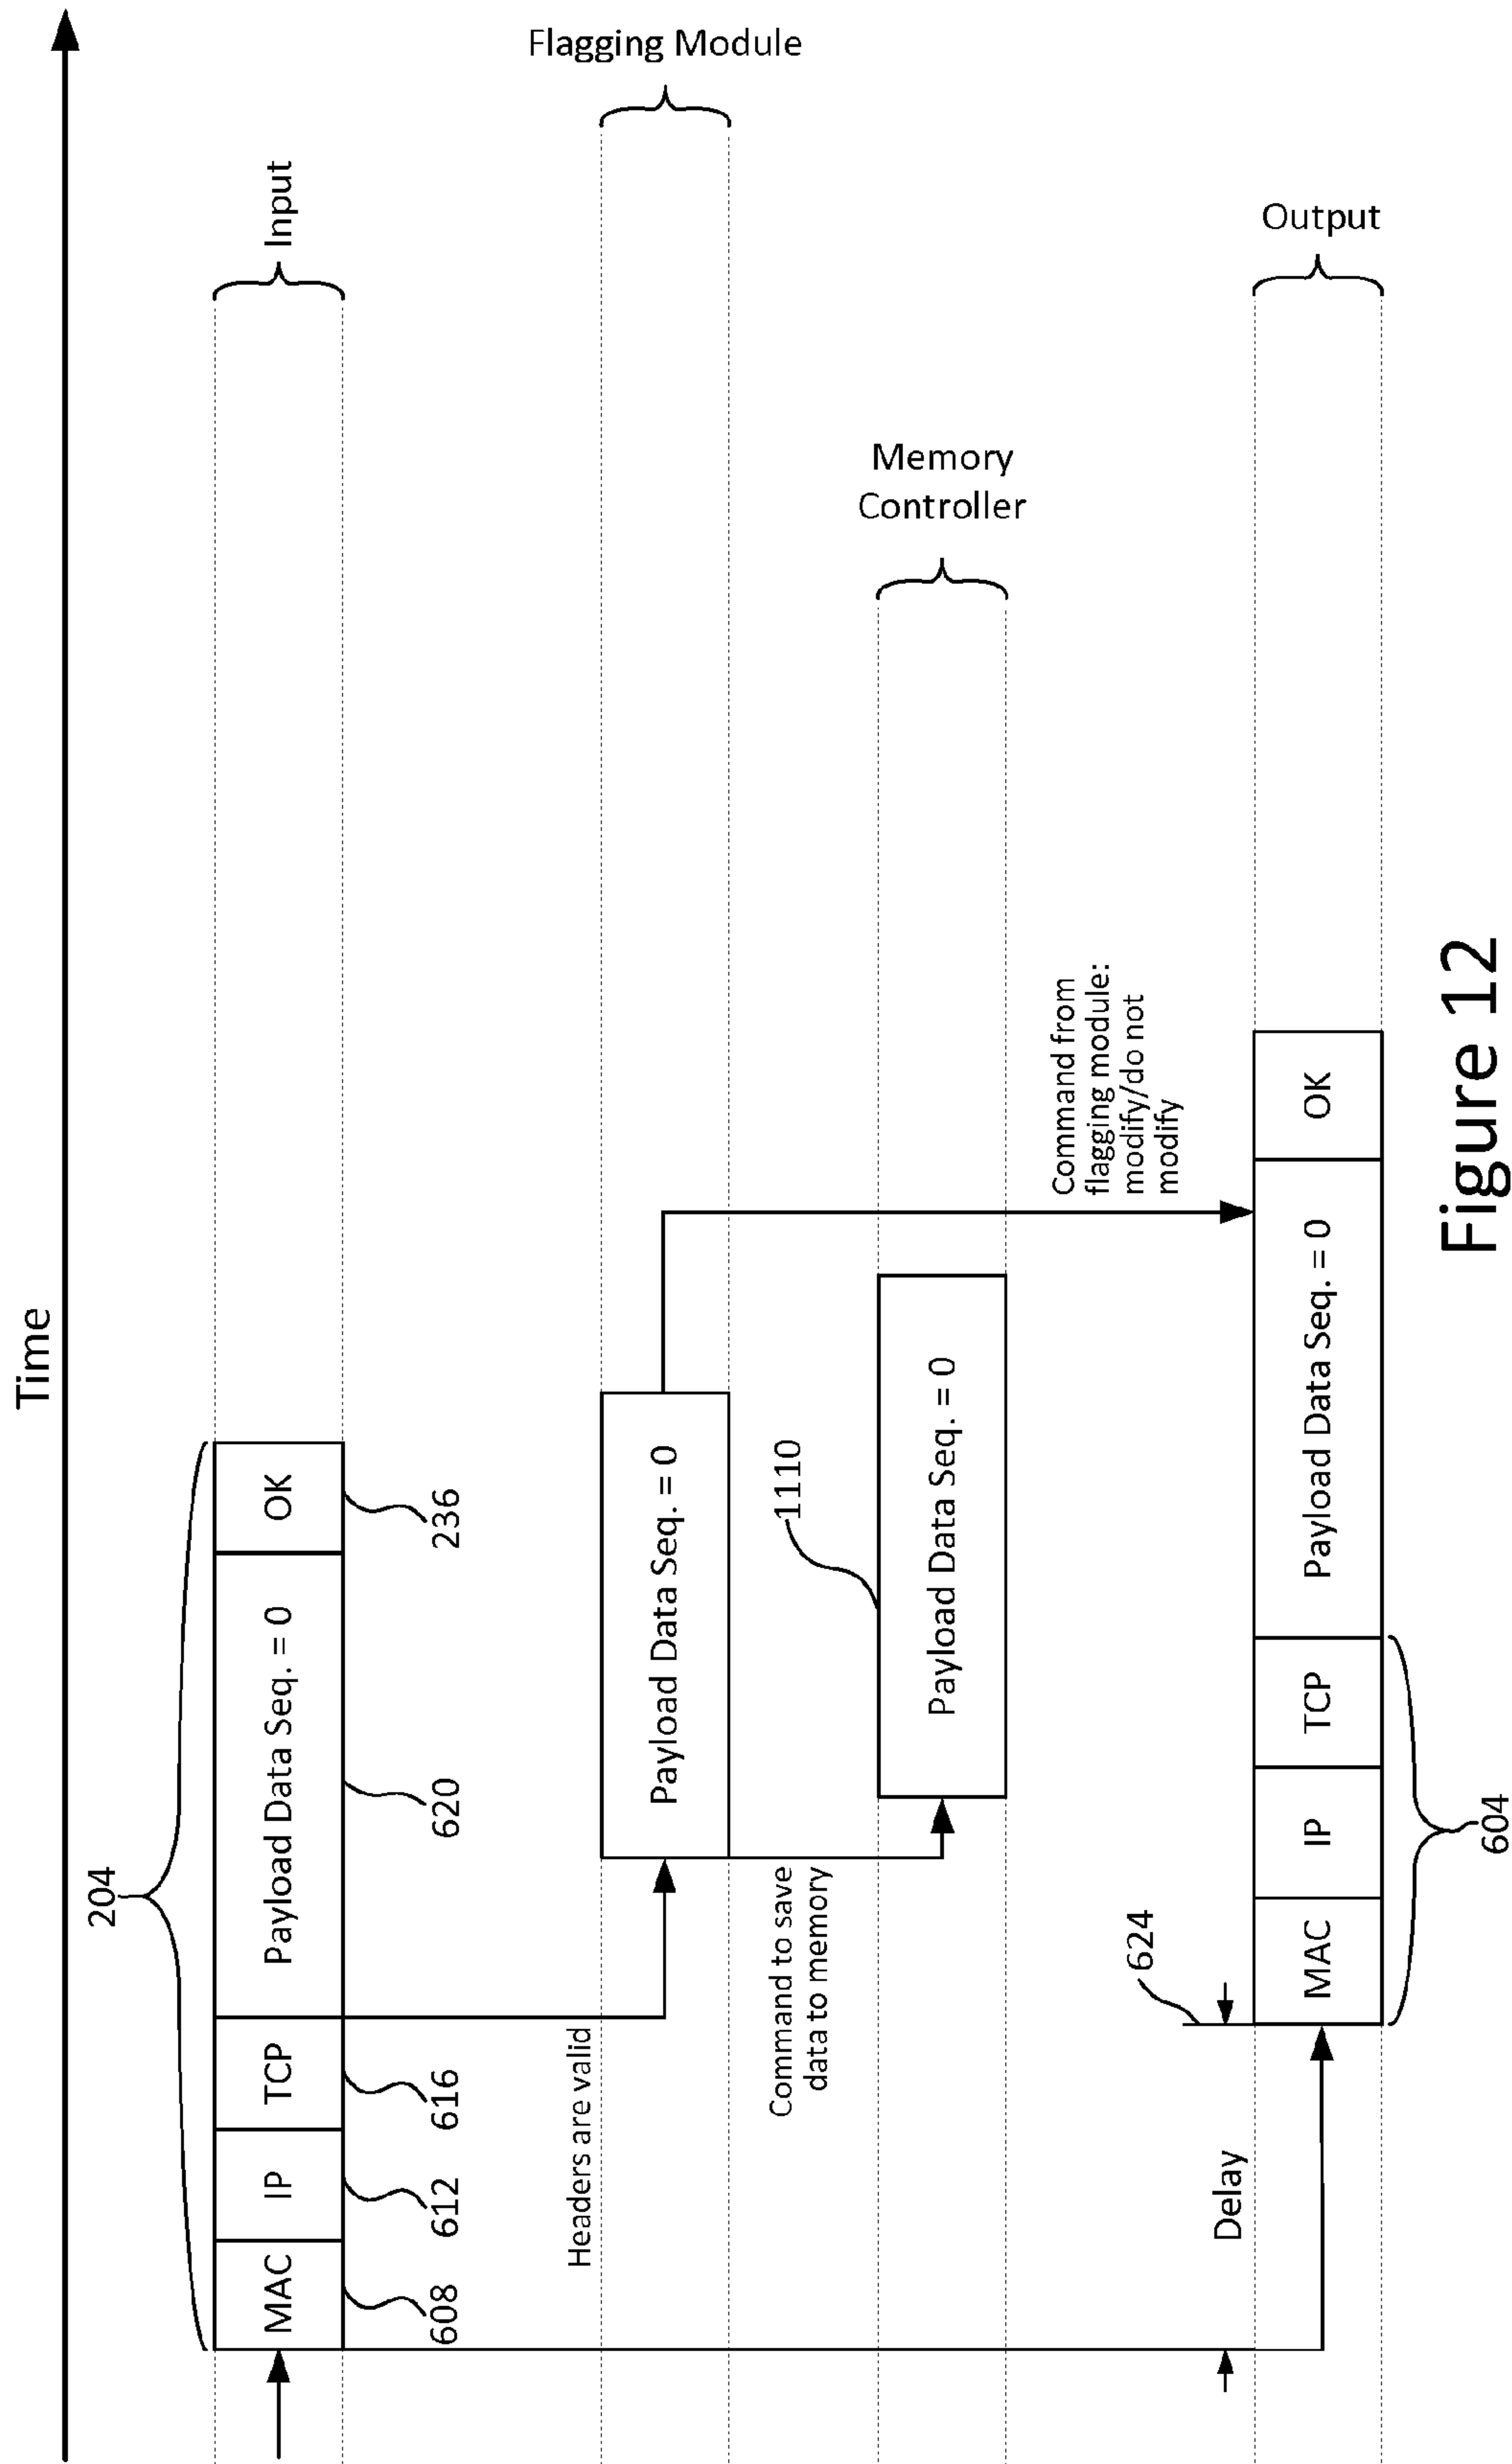 Time
204
MAC
IP
TCP
Payload Data Seq. = 0
OK
Input
608
612
616
620
236
Headers are valid
Payload Data Seq. = 0
Flagging Module
Command to save
data to memory
1110
Payload Data Seq. = 0
Memory
Controller
Command from
flagging module:
modify/do not
modify
624
Delay
MAC
IP
TCP
Payload Data Seq. = 0
OK
Output
604
Figure 12